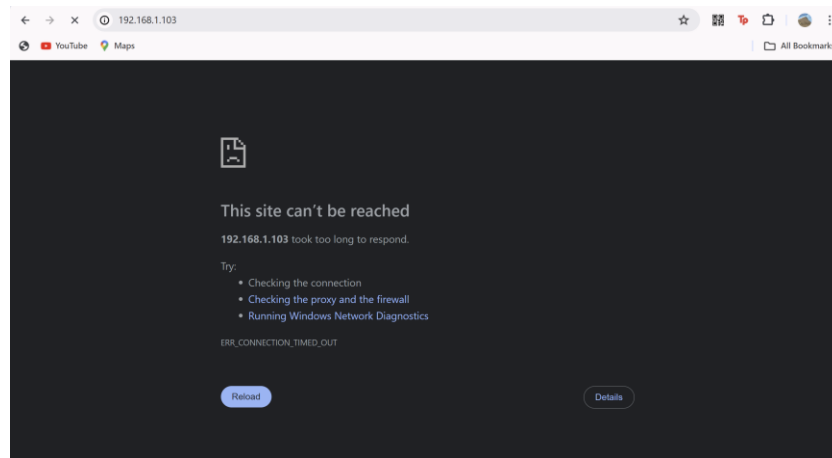 192.168.1.103
Tp
YouTube Maps All Bookmark
This site can't be reached
192.168.1.103 took too long to respond.
Try:
• Checking the connection
• Checking the proxy and the firewall
• Running Windows Network Diagnostics
ERR_CONNECTION_TIMED_OUT
Reload Details